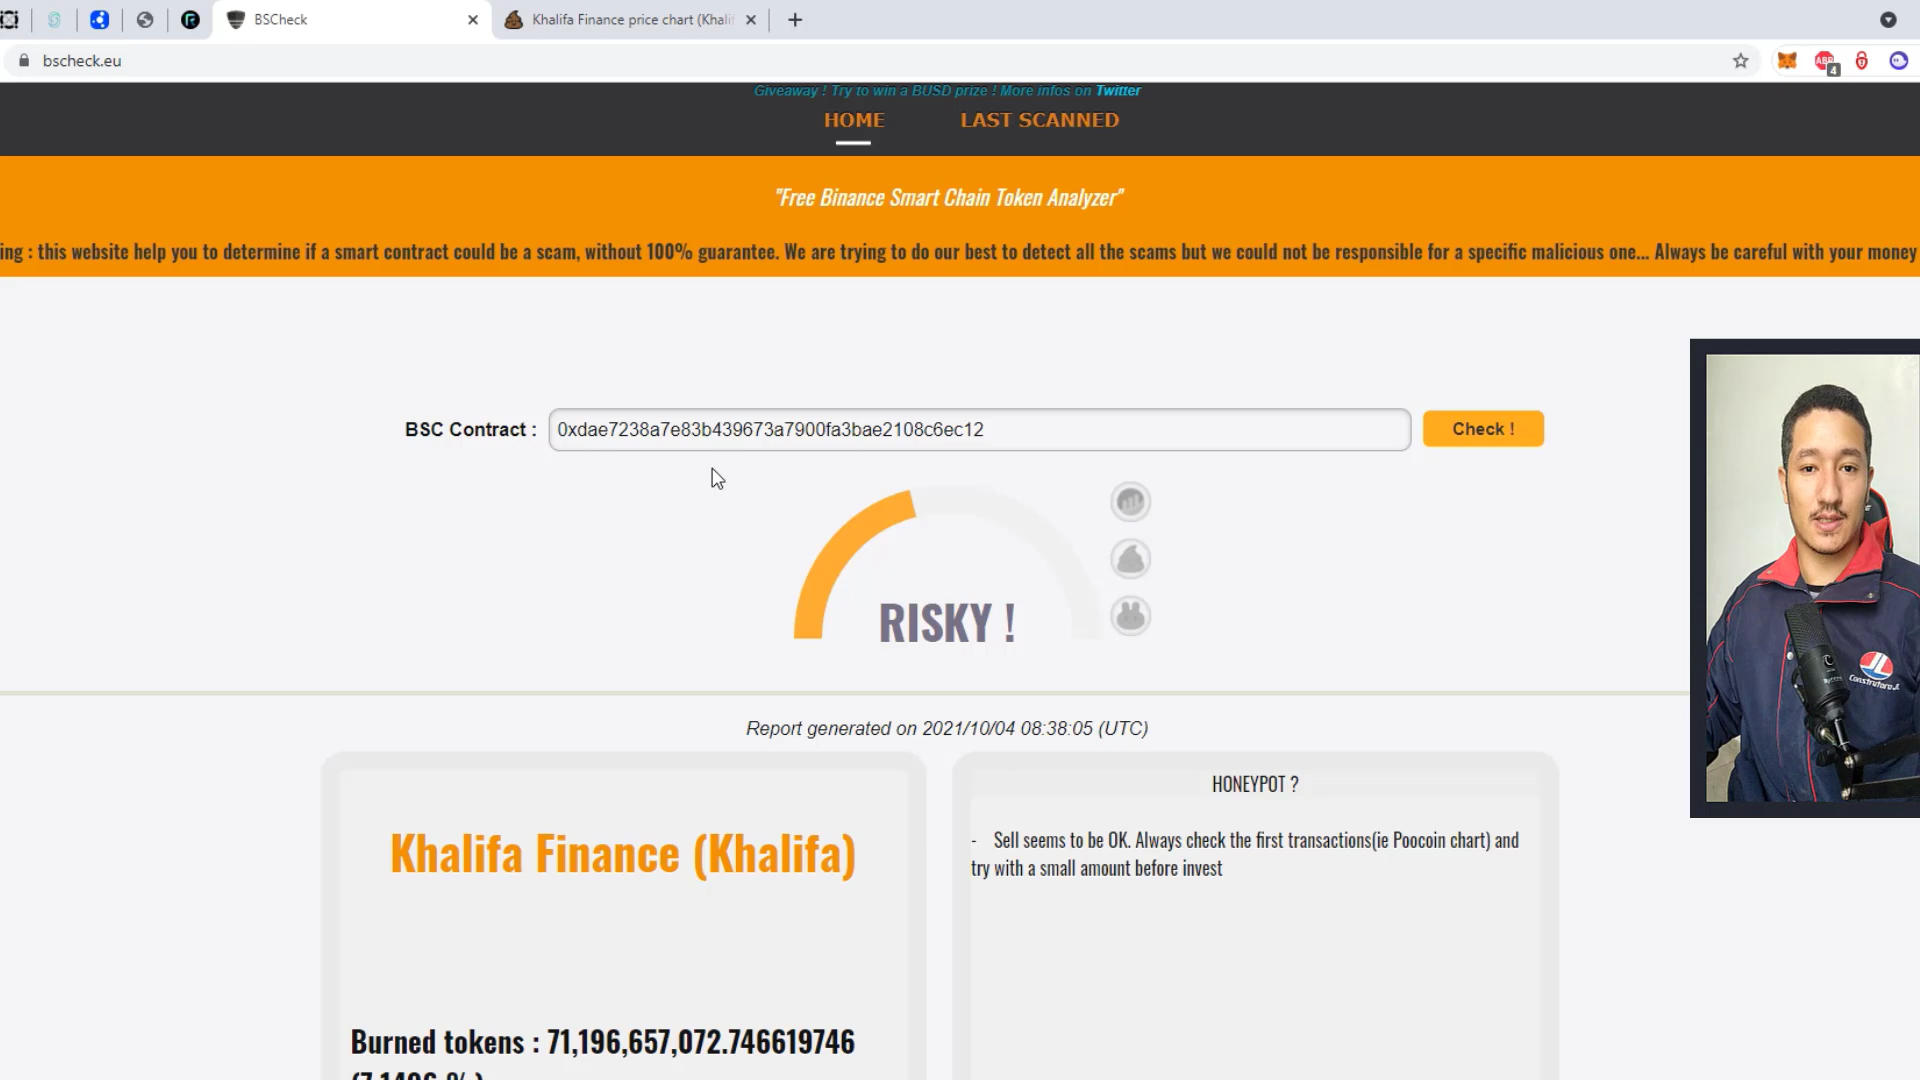 BSCheck
Khalifa Finance price chart (Khalif
bscheck.eu
ABP
4
Giveaway ! Try to win a BUSD prize ! More infos on Twitter
HOME
LAST SCANNED
"Free Binance Smart Chain Token Analyzer"
ing : this website help you to determine if a smart contract could be a scam, without 100% guarantee. We are trying to do our best to detect all the scams but we could not be responsible for a specific malicious one... Always be careful with your money
BSC Contract :
0xdae7238a7e83b439673a7900fa3bae2108c6ec12
Check !
RISKY !
Report generated on 2021/10/04 08:38:05 (UTC)
Khalifa Finance (Khalifa)
Burned tokens : 71,196,657,072.746619746
(7.1496 %)
HONEYPOT ?
- Sell seems to be OK. Always check the first transactions(ie Poocoin chart) and
try with a small amount before invest